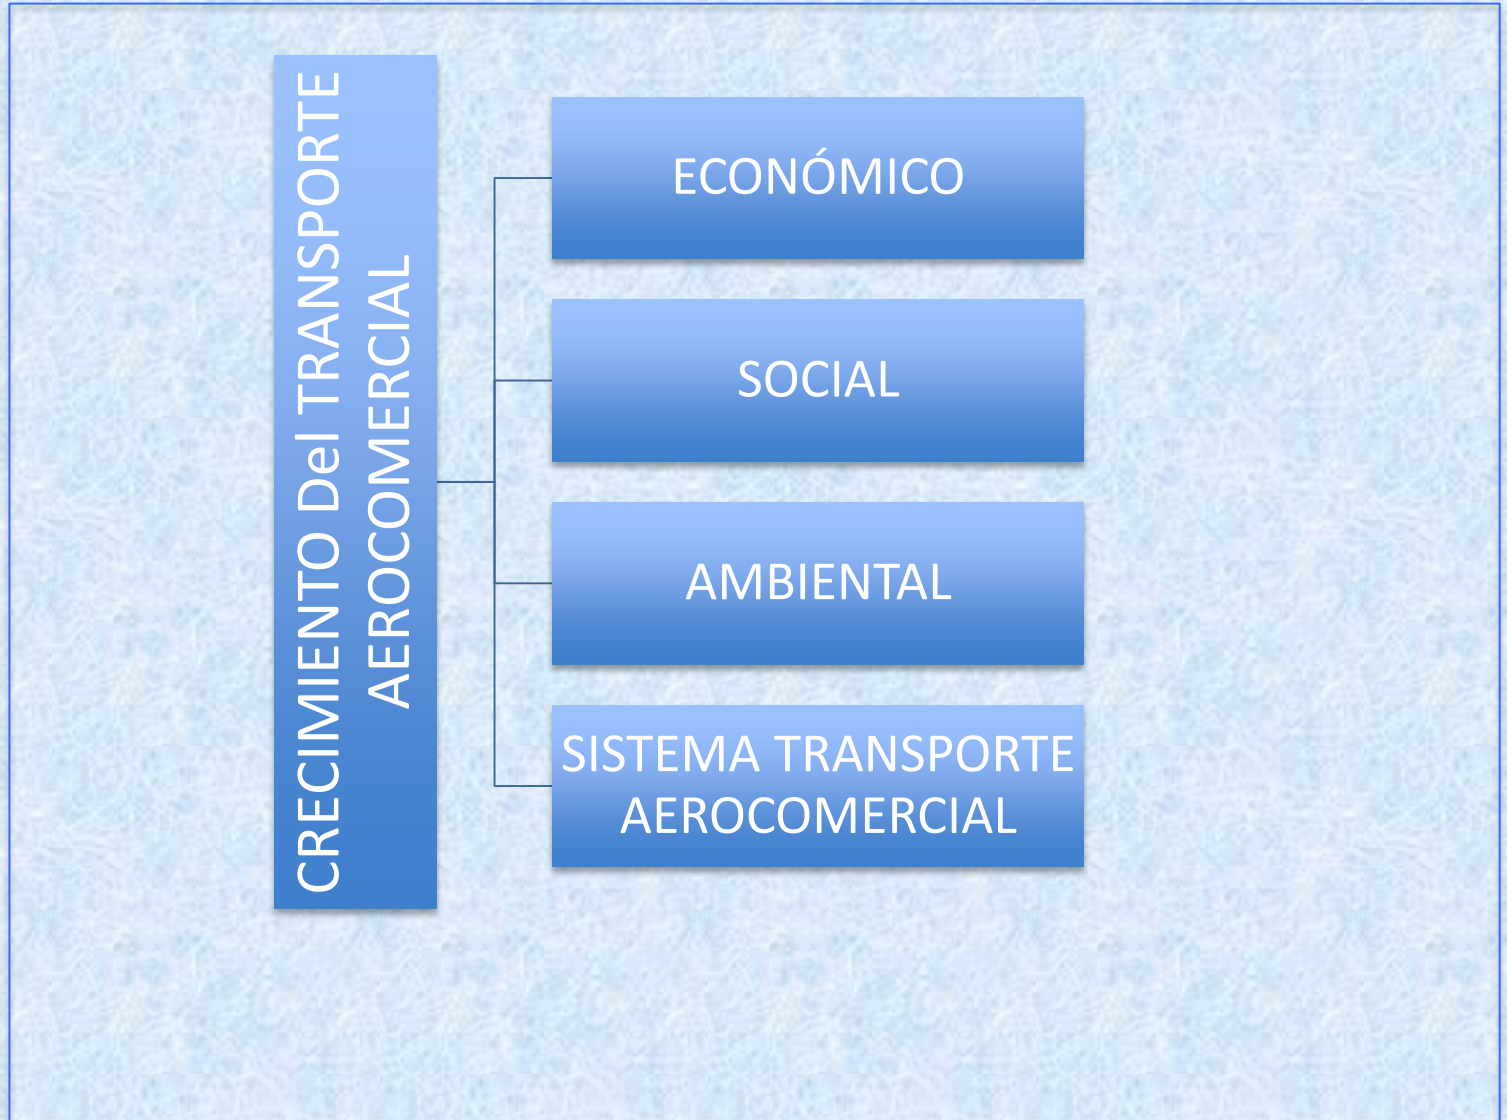 CRECIMIENTO Del TRANSPORTE
AEROCOMERCIAL
ECONÓMICO
SOCIAL
AMBIENTAL
SISTEMA TRANSPORTE
AEROCOMERCIAL